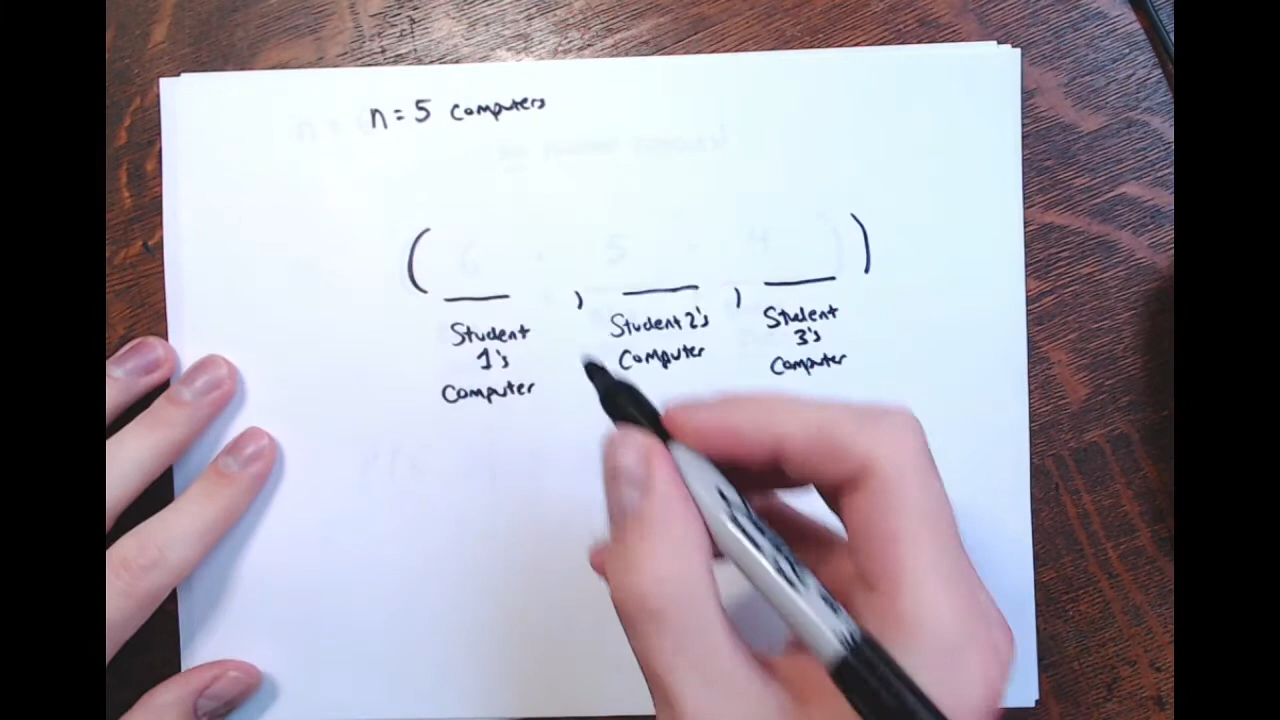 n = 5 computers
( ___ , ___ , ___ )
Student 1's Computer
Student 2's Computer
Student 3's Computer